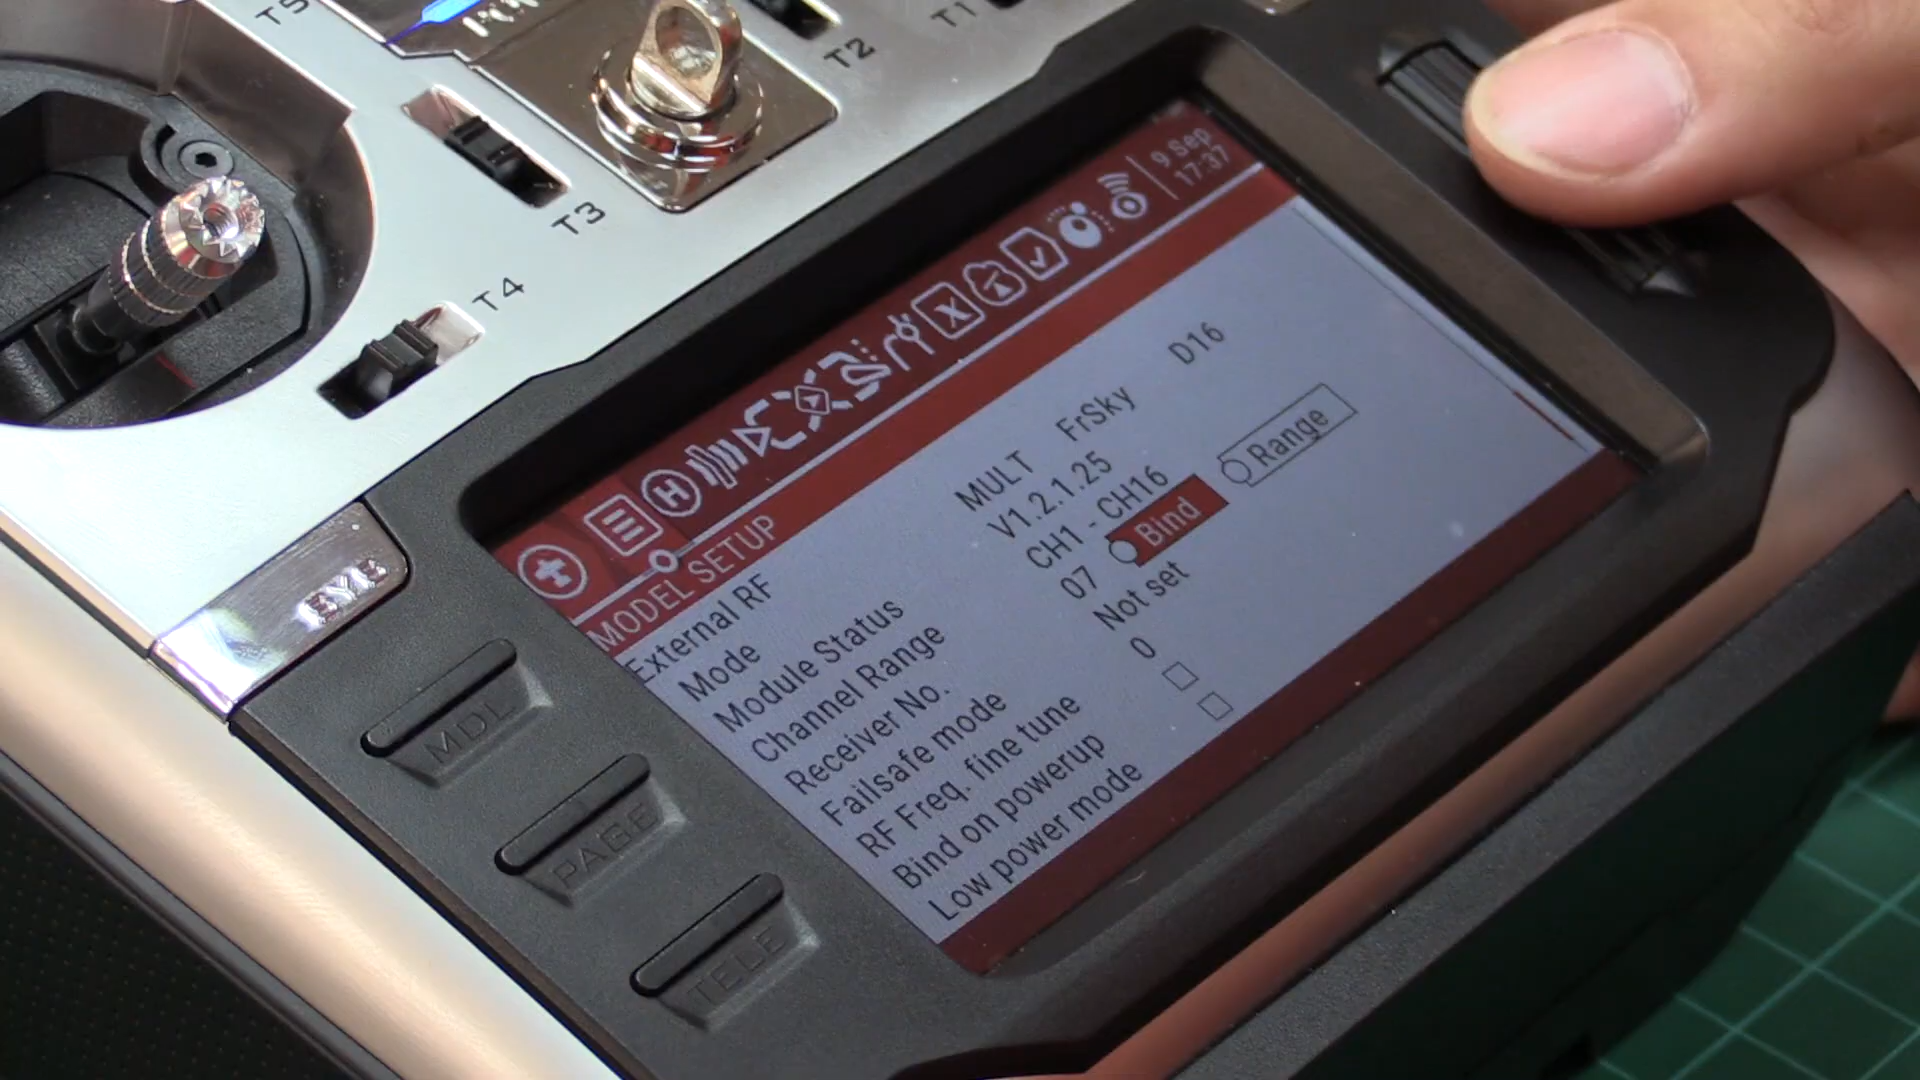 T5
T2
T1
T3
T4
9 Sep
17:37
MODEL SETUP
External RF
Mode MULT FrSky D16
Module Status V1.2.1.25
Channel Range CH1 - CH16
Receiver No. 07 Bind Range
Failsafe mode Not set
RF Freq. fine tune 0
Bind on powerup
Low power mode
EYE
MDL
PAGE
TELE